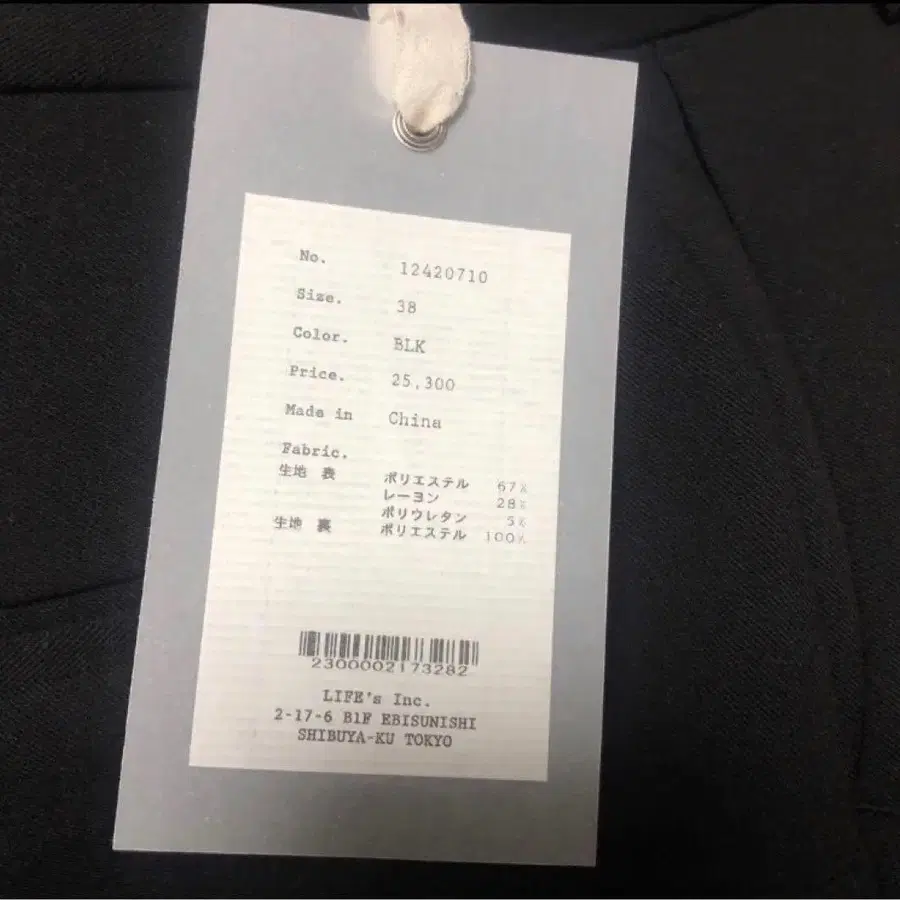 No. 12420710
Size. 38
Color. BLK
Price. 25,300
Made in China
Fabric.
生地 表 ポリエステル 67%
レーヨン 28%
ポリウレタン 5%
生地 裏 ポリエステル 100%
2300002173282
LIFE's Inc.
2-17-6 B1F EBISUNISHI
SHIBUYA-KU TOKYO